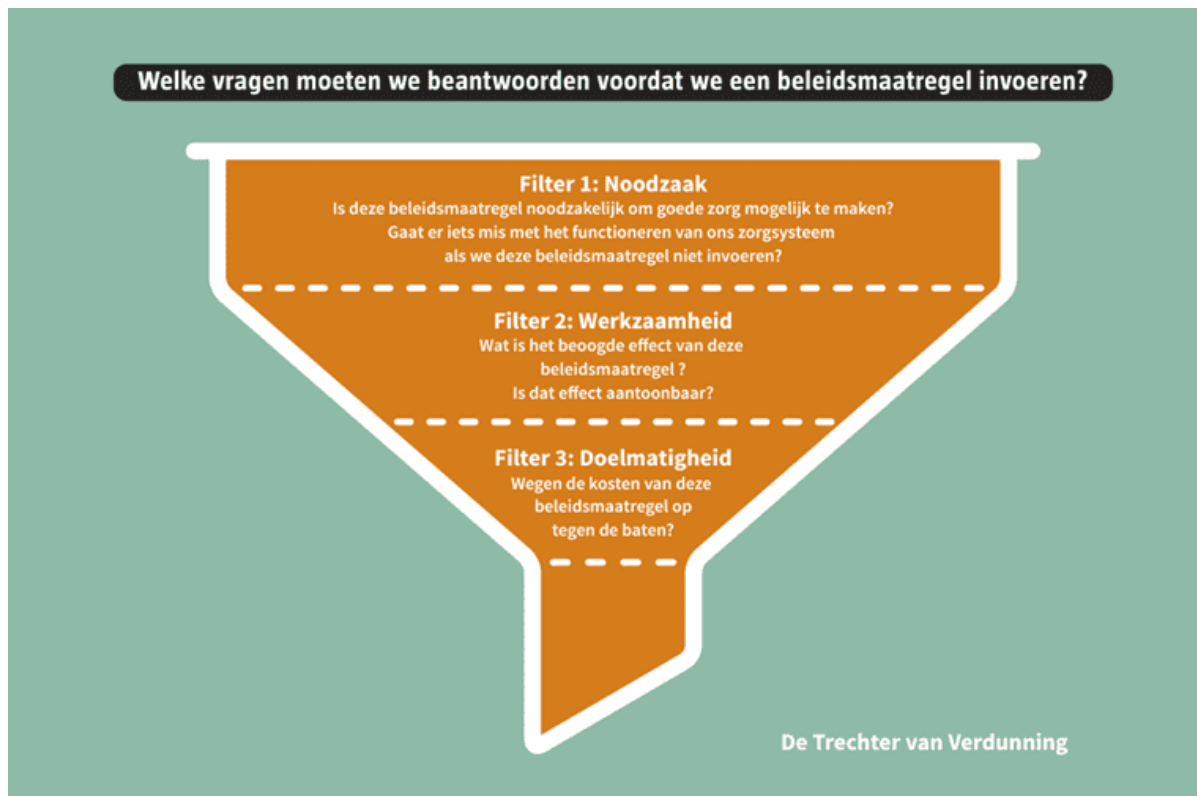 Welke vragen moeten we beantwoorden voordat we een beleidsmaatregel invoeren?
Filter 1: Noodzaak
Is deze beleidsmaatregel noodzakelijk om goede zorg mogelijk te maken?
Gaat er iets mis met het functioneren van ons zorgsysteem
als we deze beleidsmaatregel niet invoeren?
Filter 2: Werkzaamheid
Wat is het beoogde effect van deze
beleidsmaatregel ?
Is dat effect aantoonbaar?
Filter 3: Doelmatigheid
Wegen de kosten van deze
beleidsmaatregel op
tegen de baten?
De Trechter van Verdunning